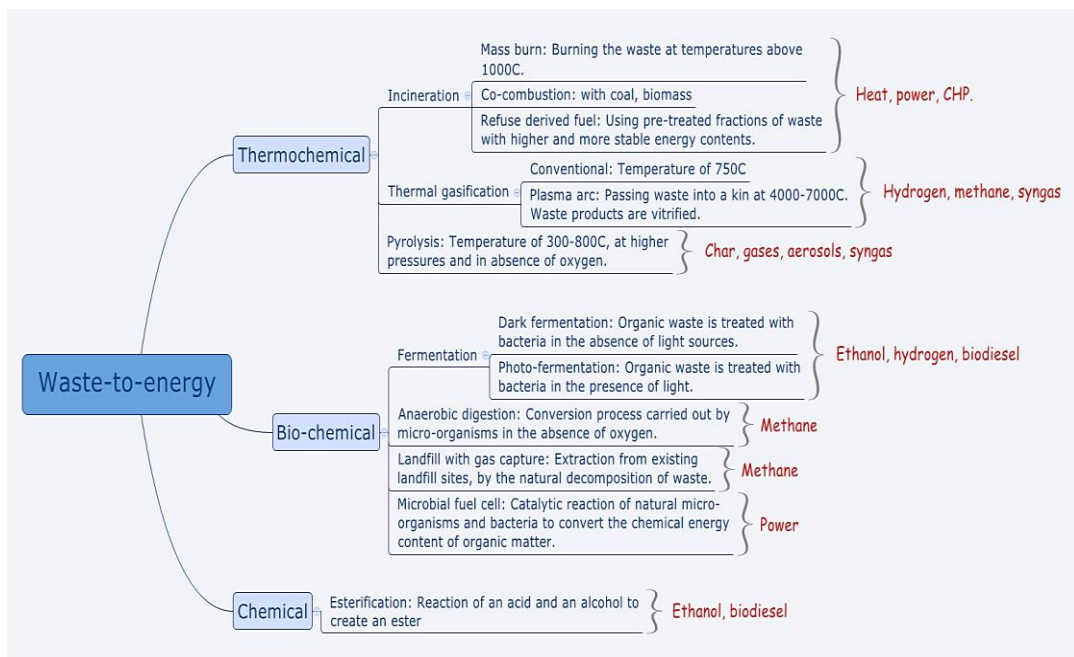 Waste-to-energy
Thermochemical
Incineration
Mass burn: Burning the waste at temperatures above
1000C.
Co-combustion: with coal, biomass
Refuse derived fuel: Using pre-treated fractions of waste
with higher and more stable energy contents.
Heat, power, CHP.
Thermal gasification
Conventional: Temperature of 750C
Plasma arc: Passing waste into a kin at 4000-7000C.
Waste products are vitrified.
Hydrogen, methane, syngas
Pyrolysis: Temperature of 300-800C, at higher
pressures and in absence of oxygen.
Char, gases, aerosols, syngas
Bio-chemical
Fermentation
Dark fermentation: Organic waste is treated with
bacteria in the absence of light sources.
Photo-fermentation: Organic waste is treated with
bacteria in the presence of light.
Ethanol, hydrogen, biodiesel
Anaerobic digestion: Conversion process carried out by
micro-organisms in the absence of oxygen.
Methane
Landfill with gas capture: Extraction from existing
landfill sites, by the natural decomposition of waste.
Methane
Microbial fuel cell: Catalytic reaction of natural micro-
organisms and bacteria to convert the chemical energy
content of organic matter.
Power
Chemical
Esterification: Reaction of an acid and an alcohol to
create an ester
Ethanol, biodiesel